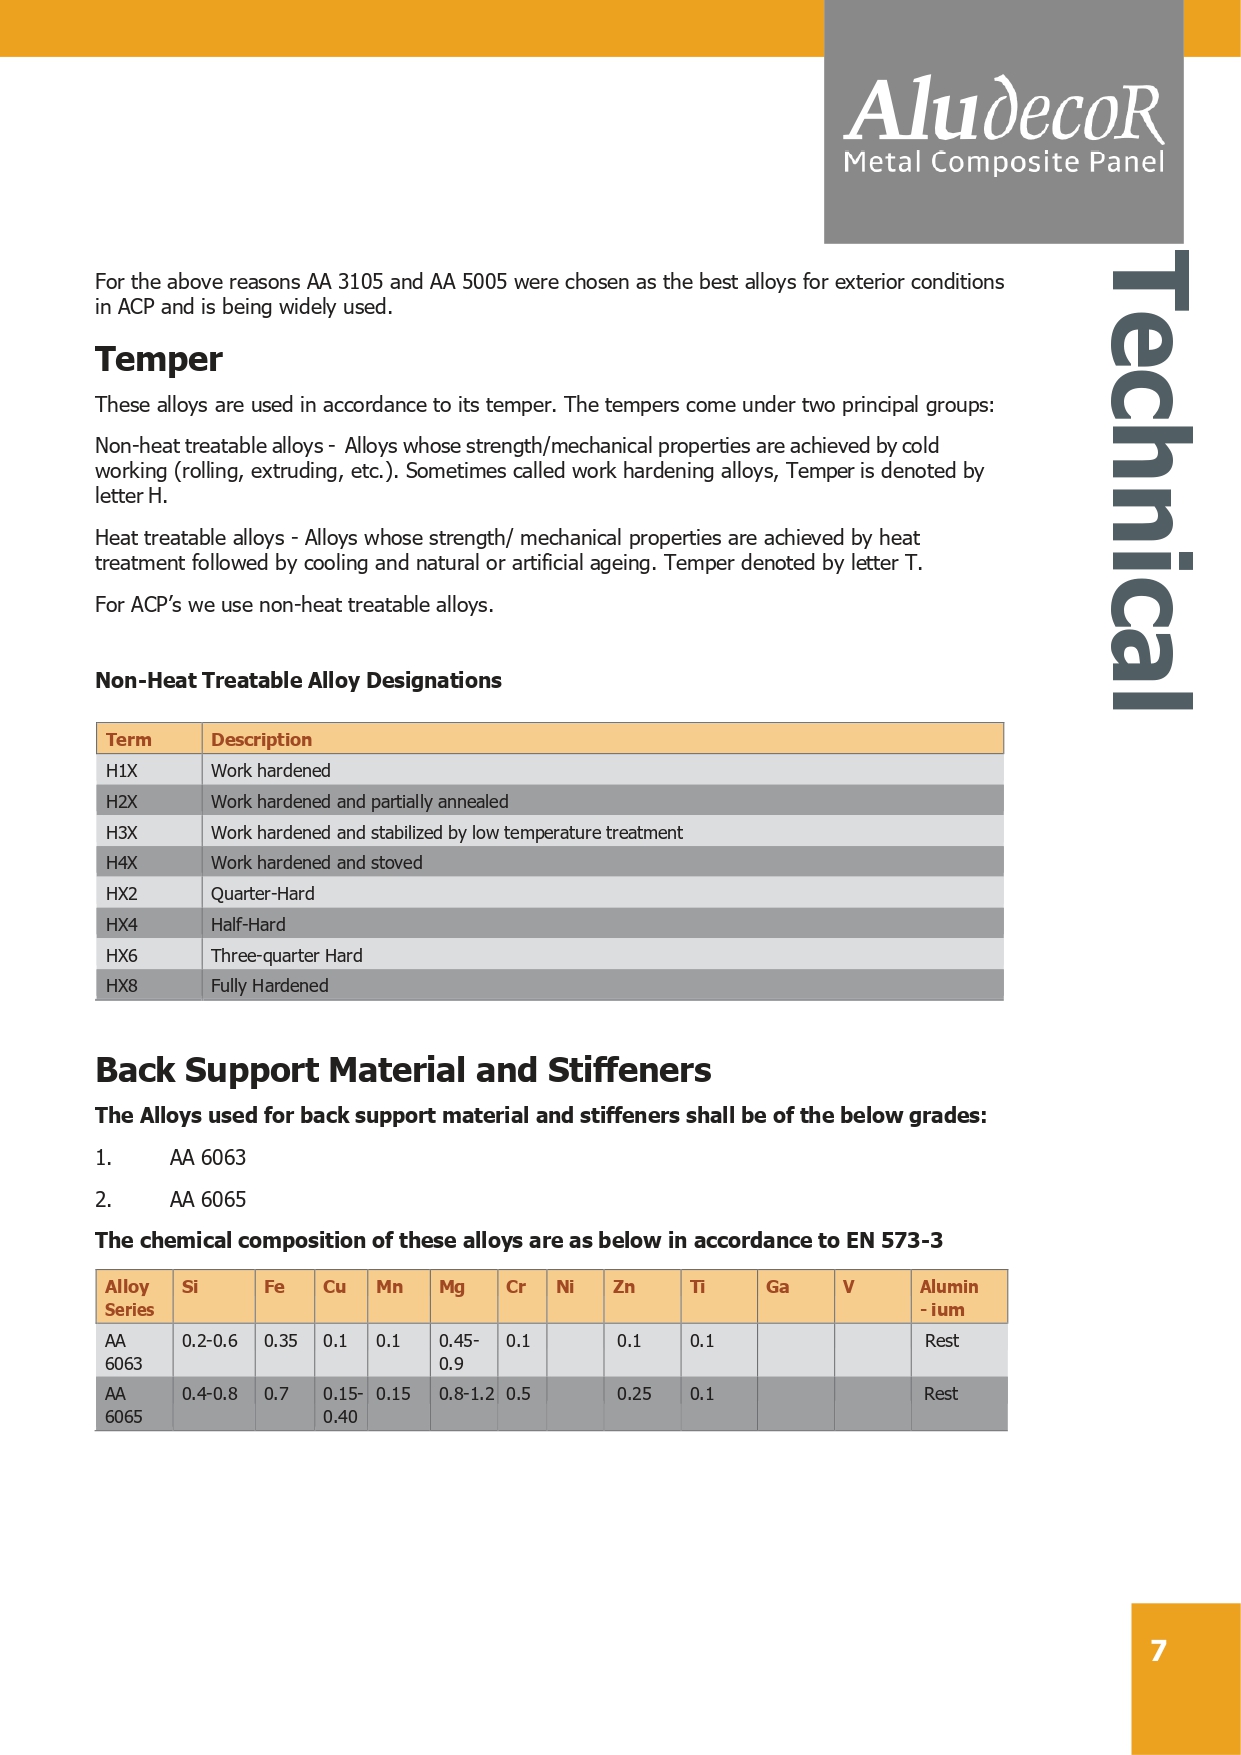 AludecoR
Metal Composite Panel
Technical
For the above reasons AA 3105 and AA 5005 were chosen as the best alloys for exterior conditions
in ACP and is being widely used.
Temper
These alloys are used in accordance to its temper. The tempers come under two principal groups:
Non-heat treatable alloys - Alloys whose strength/mechanical properties are achieved by cold
working (rolling, extruding, etc.). Sometimes called work hardening alloys, Temper is denoted by
letter H.
Heat treatable alloys - Alloys whose strength/ mechanical properties are achieved by heat
treatment followed by cooling and natural or artificial ageing. Temper denoted by letter T.
For ACP’s we use non-heat treatable alloys.
Non-Heat Treatable Alloy Designations
Term Description
H1X Work hardened
H2X Work hardened and partially annealed
H3X Work hardened and stabilized by low temperature treatment
H4X Work hardened and stoved
HX2 Quarter-Hard
HX4 Half-Hard
HX6 Three-quarter Hard
HX8 Fully Hardened
Back Support Material and Stiffeners
The Alloys used for back support material and stiffeners shall be of the below grades:
1. AA 6063
2. AA 6065
The chemical composition of these alloys are as below in accordance to EN 573-3
Alloy Si Fe Cu Mn Mg Cr Ni Zn Ti Ga V Alumin
Series - ium
AA 0.2-0.6 0.35 0.1 0.1 0.45- 0.1 0.1 0.1 Rest
6063 0.9
AA 0.4-0.8 0.7 0.15- 0.15 0.8-1.2 0.5 0.25 0.1 Rest
6065 0.40
7